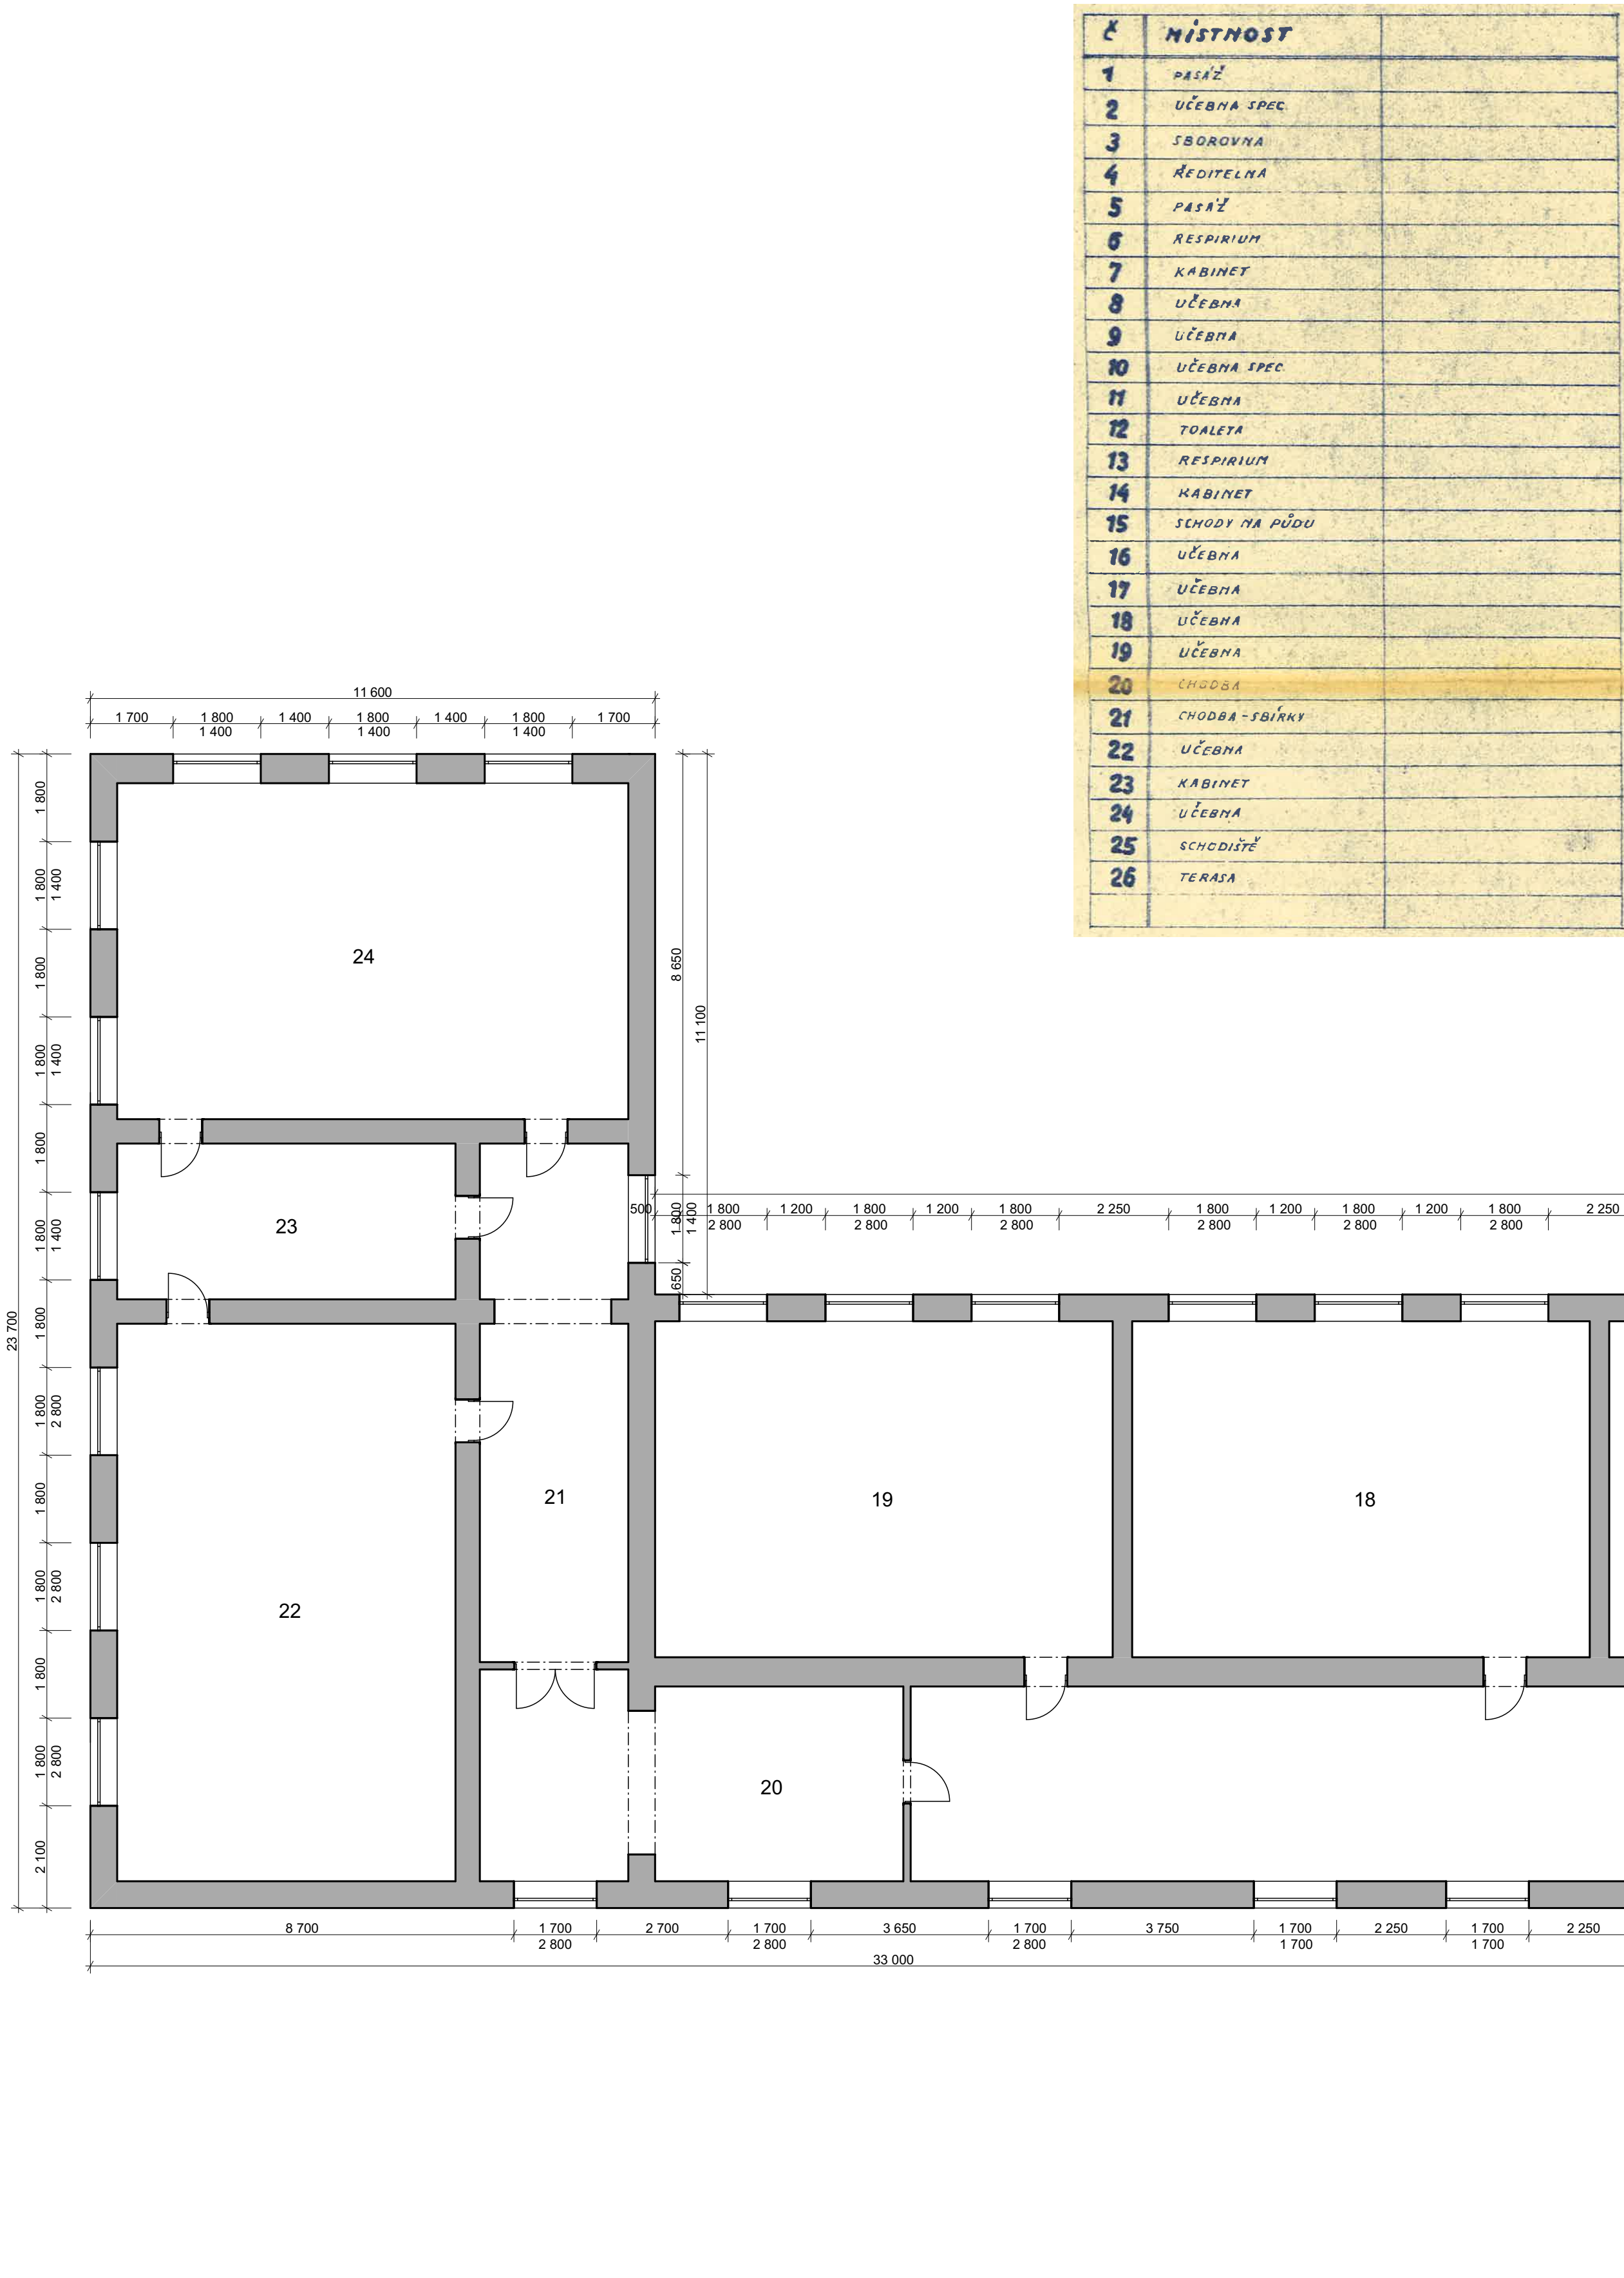 Č MÍSTNOST
1 PASÁŽ
2 UČEBNA SPEC.
3 SBOROVNA
4 ŘEDITELNA
5 PASÁŽ
6 RESPIRIUM
7 KABINET
8 UČEBNA
9 UČEBNA
10 UČEBNA SPEC.
11 UČEBNA
12 TOALETA
13 RESPIRIUM
14 KABINET
15 SCHODY NA PŮDU
16 UČEBNA
17 UČEBNA
18 UČEBNA
19 UČEBNA
20 CHODBA
21 CHODBA - SBÍRKY
22 UČEBNA
23 KABINET
24 UČEBNA
25 SCHODIŠTĚ
26 TERASA
11 600
1 700 1 800 1 400 1 800 1 400 1 800 1 700
1 400 1 400 1 400
23 700
1 800
1 800
1 400
1 800
1 800
1 400
1 800
1 800
1 400
1 800
1 800
2 800
1 800
1 800
2 800
1 800
1 800
2 800
2 100
24
8 650
11 100
1 800
1 400
650
23
500 1 800 1 200 1 800 1 200 1 800 2 250 1 800 1 200 1 800 1 200 1 800 2 250
2 800 2 800 2 800 2 800 2 800 2 800
21
19
18
22
20
8 700 1 700 2 700 1 700 3 650 1 700 3 750 1 700 2 250 1 700 2 250
2 800 2 800 2 800 1 700 1 700
33 000